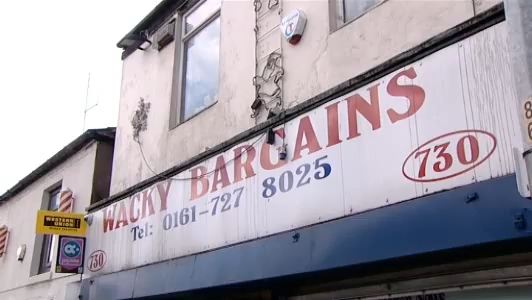 WACKY BARGAINS
Tel: 0161-727 8025
730
730
WESTERN
UNION